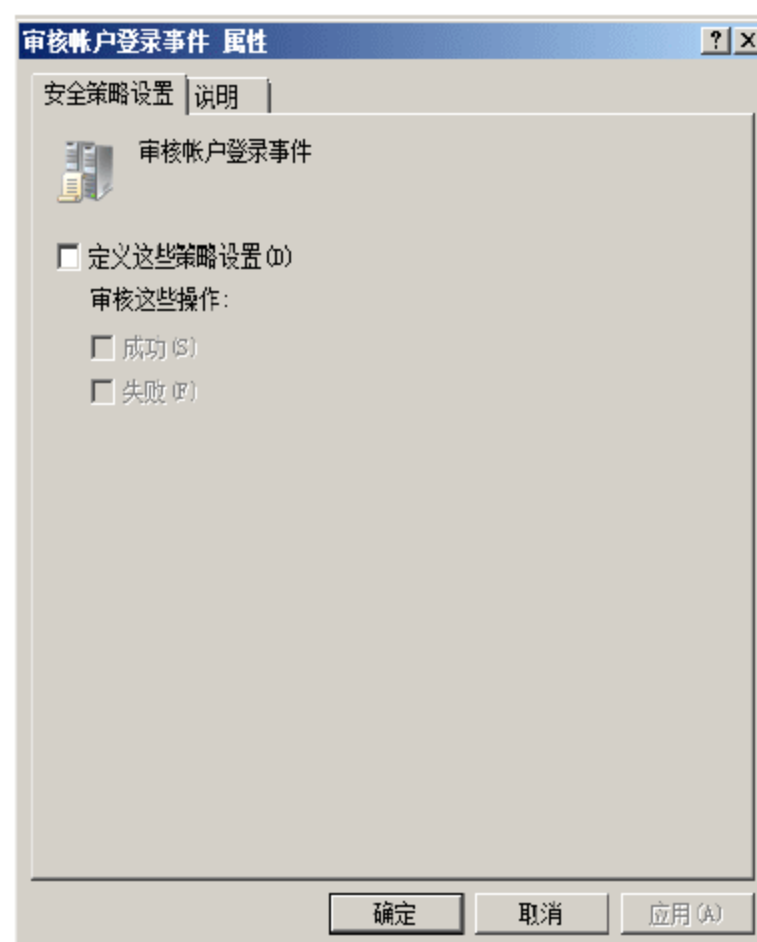 审核帐户登录事件 属性
? X
安全策略设置 说明
审核帐户登录事件
定义这些策略设置(D)
审核这些操作:
成功(S)
失败(F)
确定 取消 应用(A)